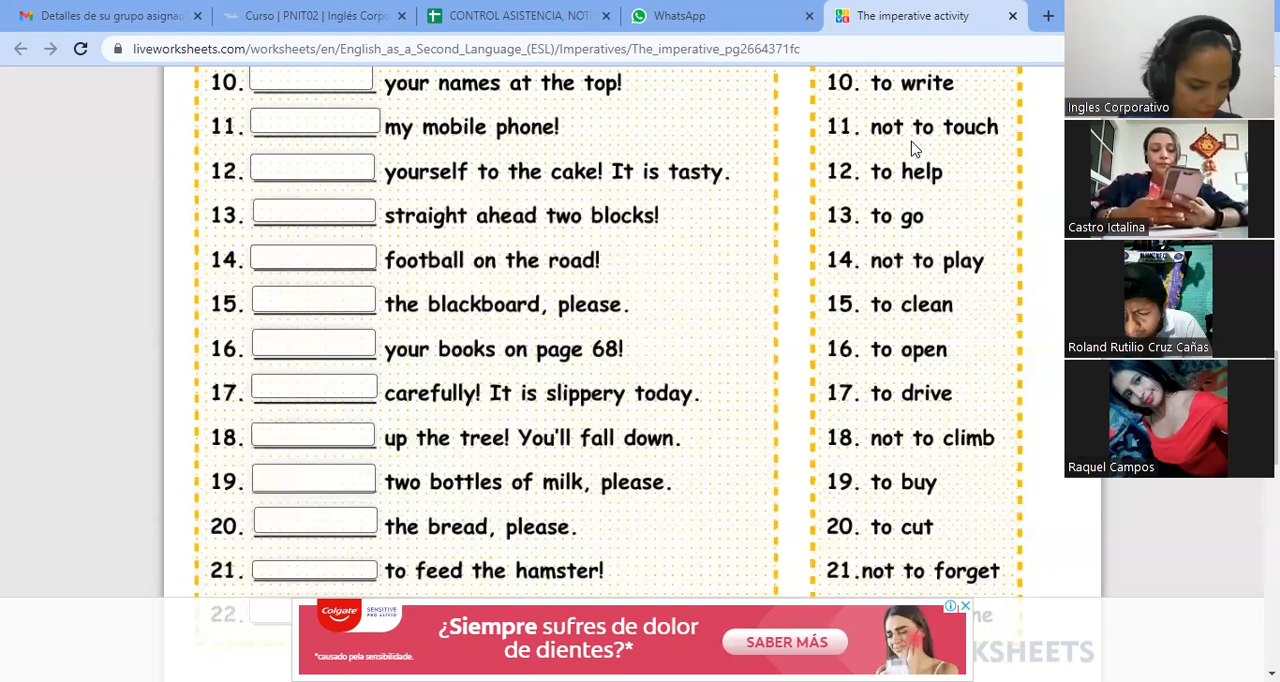 Detalles de su grupo asignad
Curso | PNIT02 | Inglés Corpc
CONTROL ASISTENCIA, NOT
WhatsApp
The imperative activity
liveworksheets.com/worksheets/en/English_as_a_Second_Language_(ESL)/Imperatives/The_imperative_pg2664371fc
10. your names at the top! 10. to write
11. my mobile phone! 11. not to touch
12. yourself to the cake! It is tasty. 12. to help
13. straight ahead two blocks! 13. to go
14. football on the road! 14. not to play
15. the blackboard, please. 15. to clean
16. your books on page 68! 16. to open
17. carefully! It is slippery today. 17. to drive
18. up the tree! You'll fall down. 18. not to climb
19. two bottles of milk, please. 19. to buy
20. the bread, please. 20. to cut
21. to feed the hamster! 21.not to forget
22.
KSHEETS
Colgate
SENSITIVE
PRO ALIVIO
*causado pela sensibilidade.
¿Siempre sufres de dolor
de dientes?*
SABER MÁS
Ingles Corporativo
Castro Ictalina
Roland Rutilio Cruz Cañas
Raquel Campos